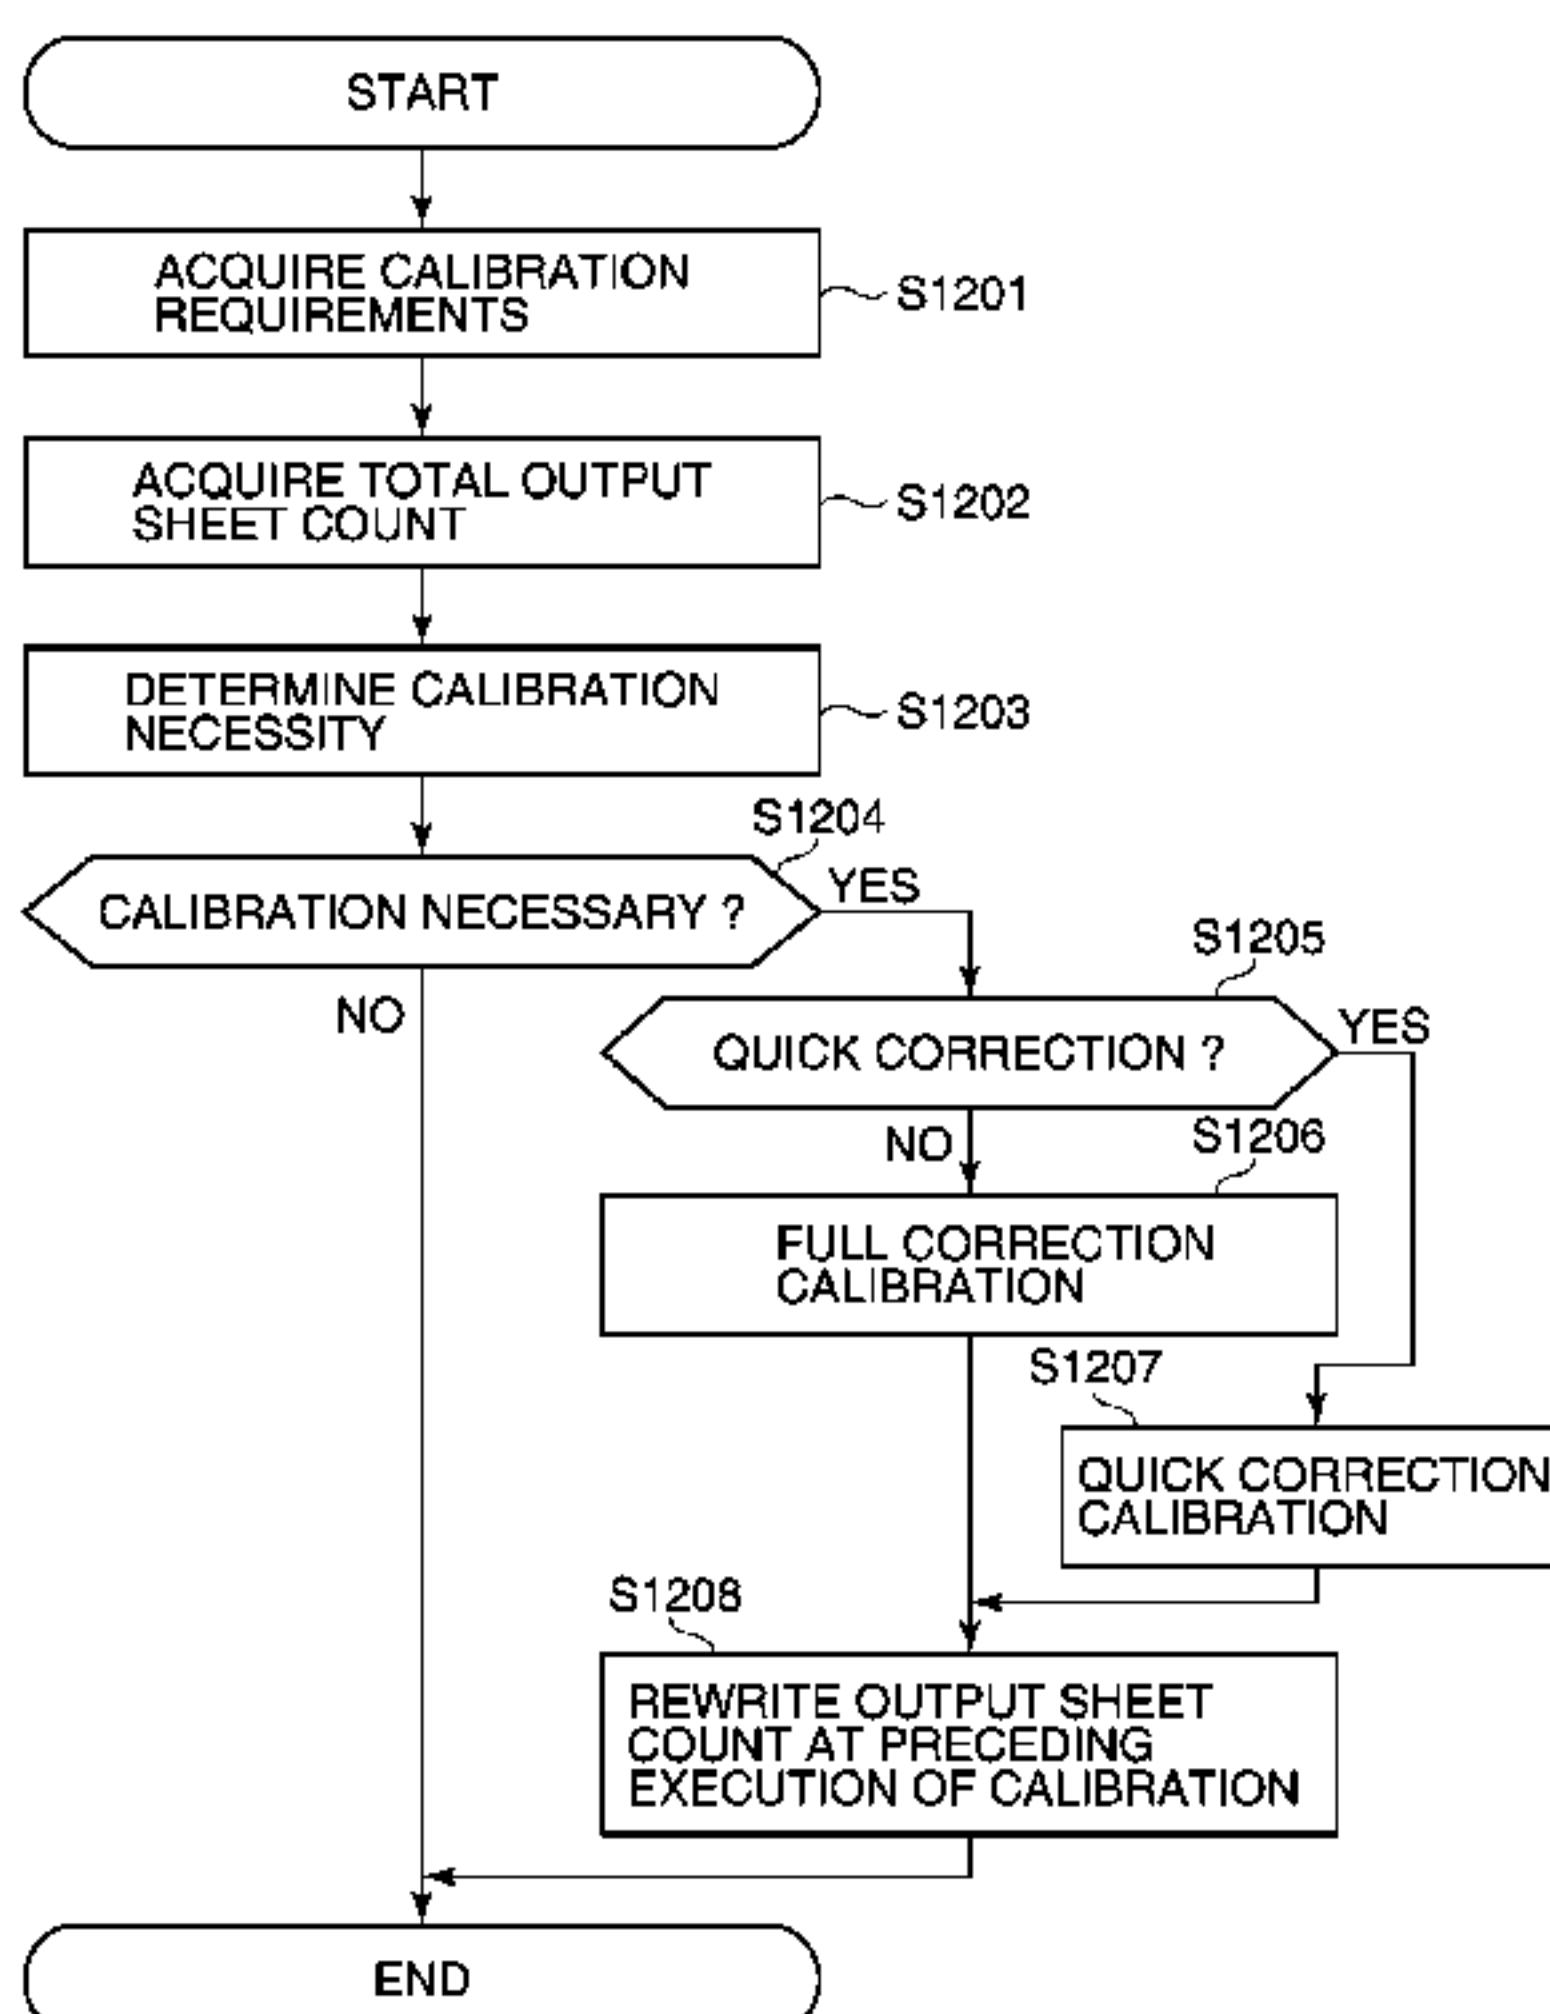 START
ACQUIRE CALIBRATION
REQUIREMENTS
S1201
ACQUIRE TOTAL OUTPUT
SHEET COUNT
S1202
DETERMINE CALIBRATION
NECESSITY
S1203
S1204
CALIBRATION NECESSARY ?
YES
NO
S1205
QUICK CORRECTION ?
YES
NO
S1206
FULL CORRECTION
CALIBRATION
S1207
QUICK CORRECTION
CALIBRATION
S1208
REWRITE OUTPUT SHEET
COUNT AT PRECEDING
EXECUTION OF CALIBRATION
END